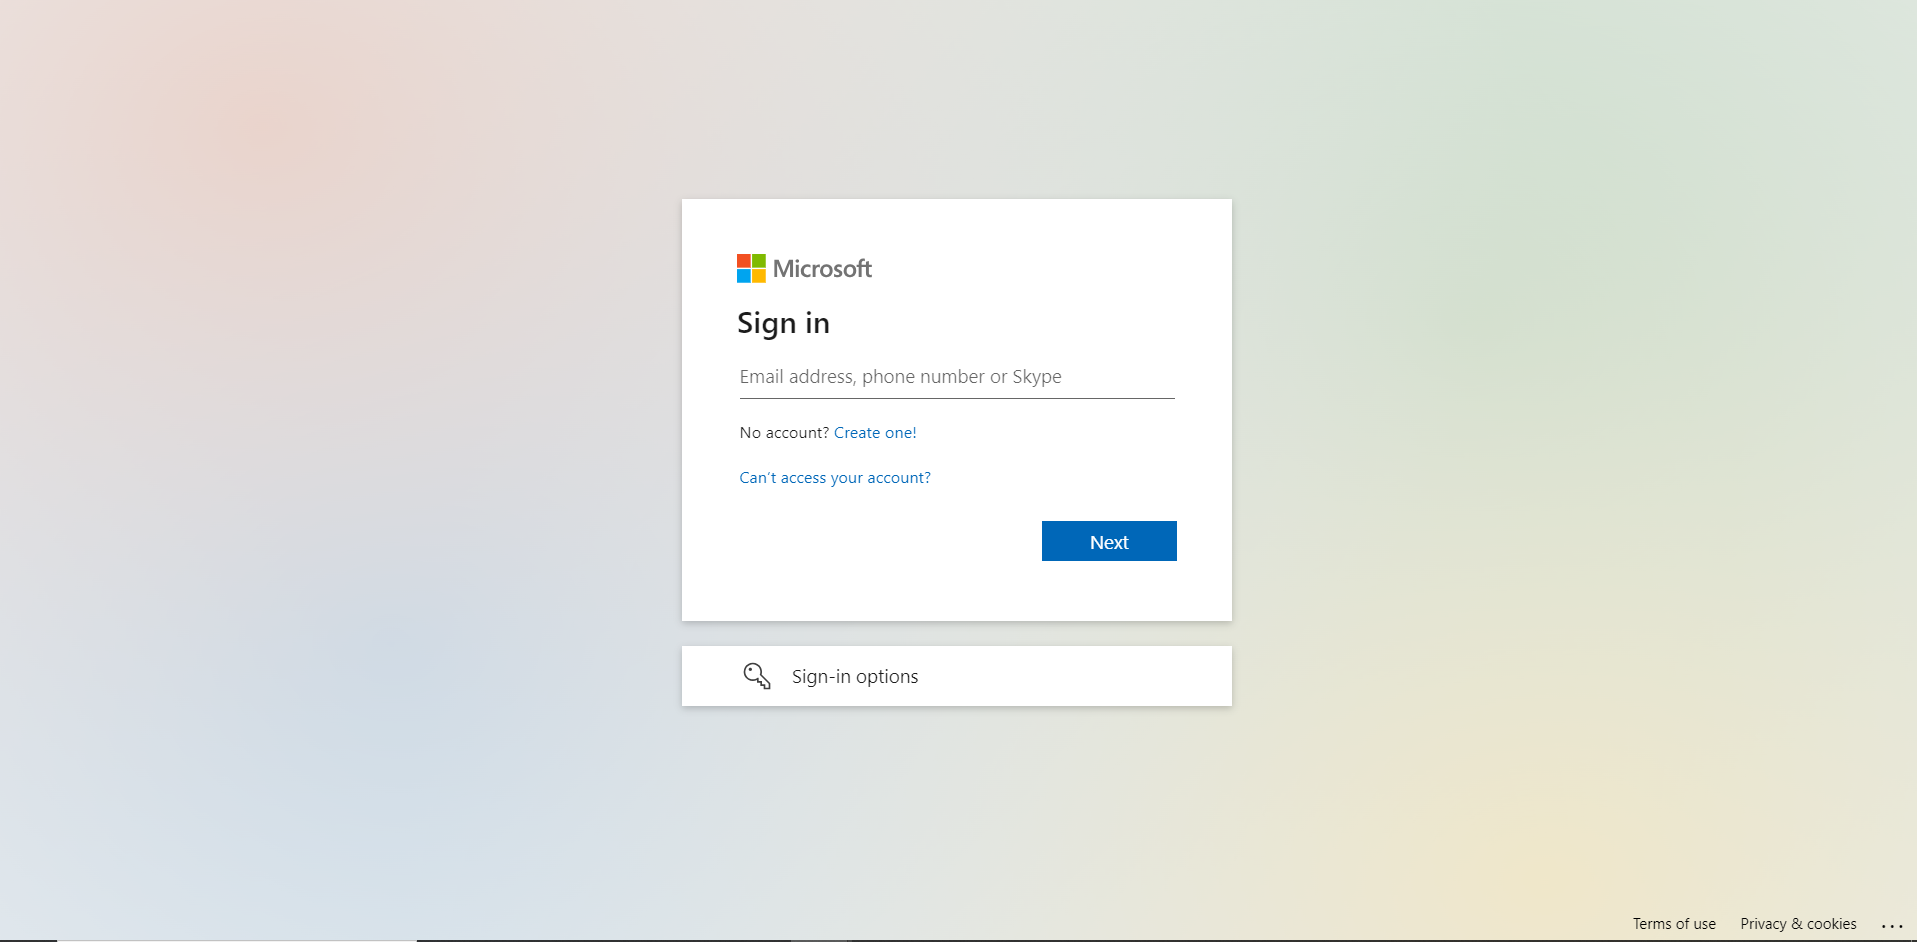 Microsoft
Sign in
Email address, phone number or Skype
No account? Create one!
Can't access your account?
Next
Sign-in options
Terms of use Privacy & cookies ...